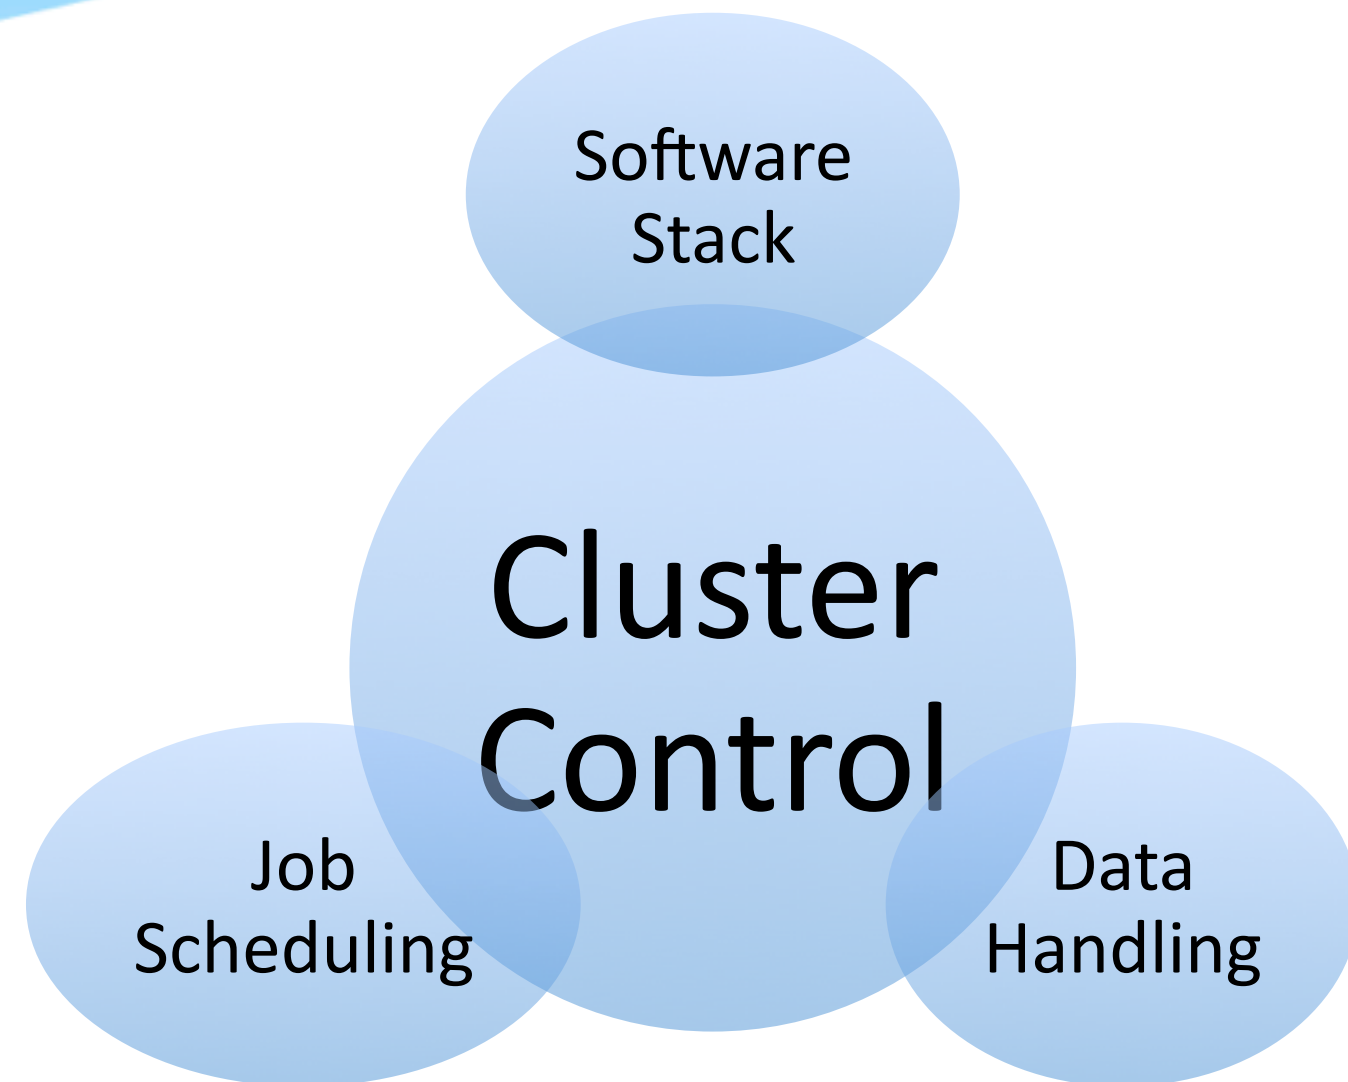 Software
Stack
Cluster
Control
Job
Scheduling
Data
Handling